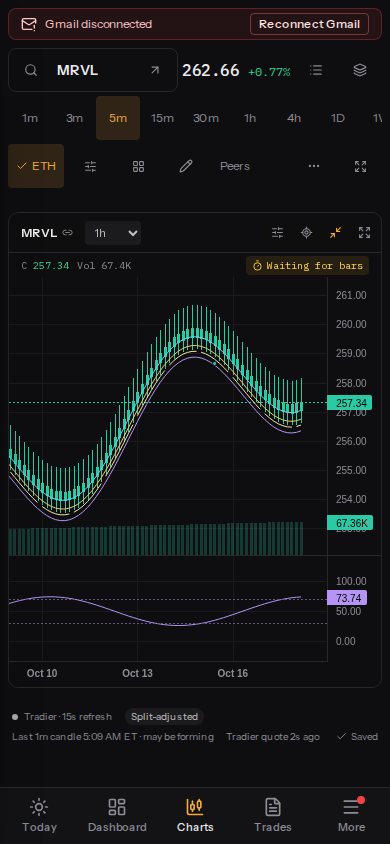 Gmail disconnected Reconnect Gmail
MRVL 262.66 +0.77%
1m 3m 5m 15m 30m 1h 4h 1D
ETH Peers
MRVL 1h
C 257.34 Vol 67.4K Waiting for bars
261.00
260.00
259.00
258.00
257.34
257.00
256.00
255.00
254.00
67.36K
100.00
73.74
50.00
0.00
Oct 10 Oct 13 Oct 16
Tradier · 15s refresh Split-adjusted
Last 1m candle 5:09 AM ET · may be forming Tradier quote 2s ago Saved
Today Dashboard Charts Trades More